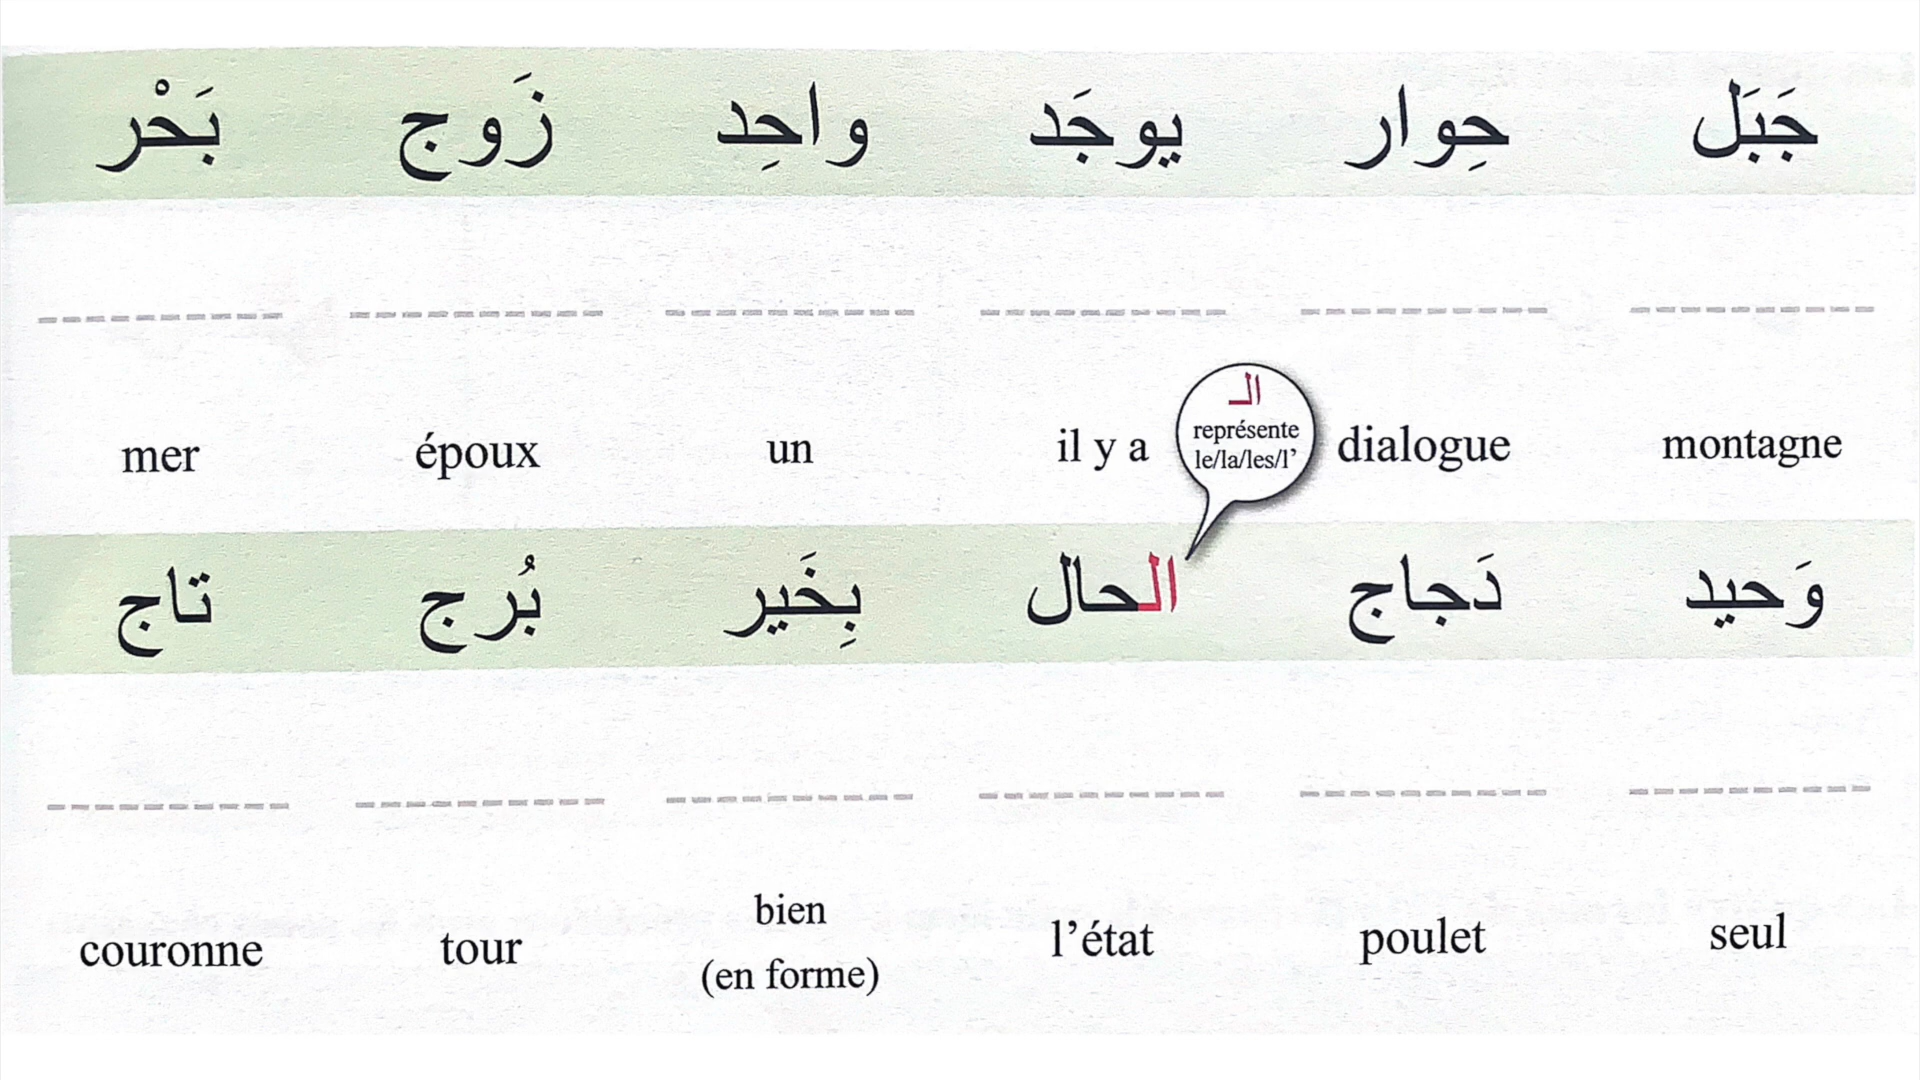 جَبَل حِوار يوجَد واحِد زَوج بَحْر
montagne dialogue il y a un époux mer
الـ
représente
le/la/les/l’
وَحيد دَجاج الحال بِخَير بُرج تاج
seul poulet l’état bien (en forme) tour couronne